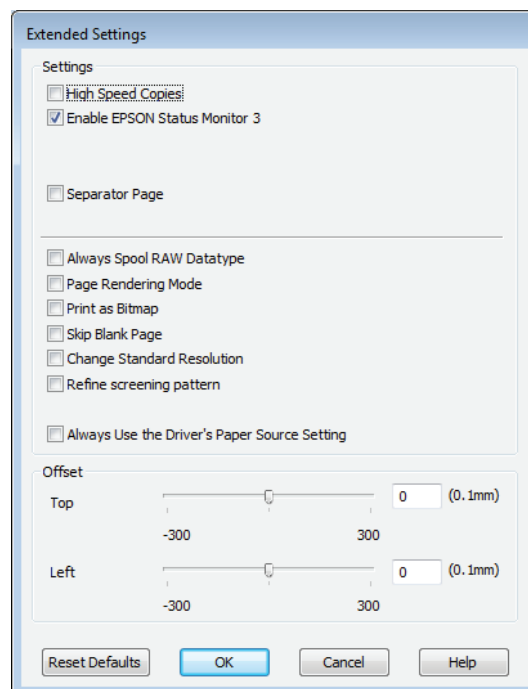 Extended Settings
Settings
High Speed Copies
Enable EPSON Status Monitor 3
Separator Page
Always Spool RAW Datatype
Page Rendering Mode
Print as Bitmap
Skip Blank Page
Change Standard Resolution
Refine screening pattern
Always Use the Driver's Paper Source Setting
Offset
Top 0 (0.1mm)
-300 300
Left 0 (0.1mm)
-300 300
Reset Defaults OK Cancel Help